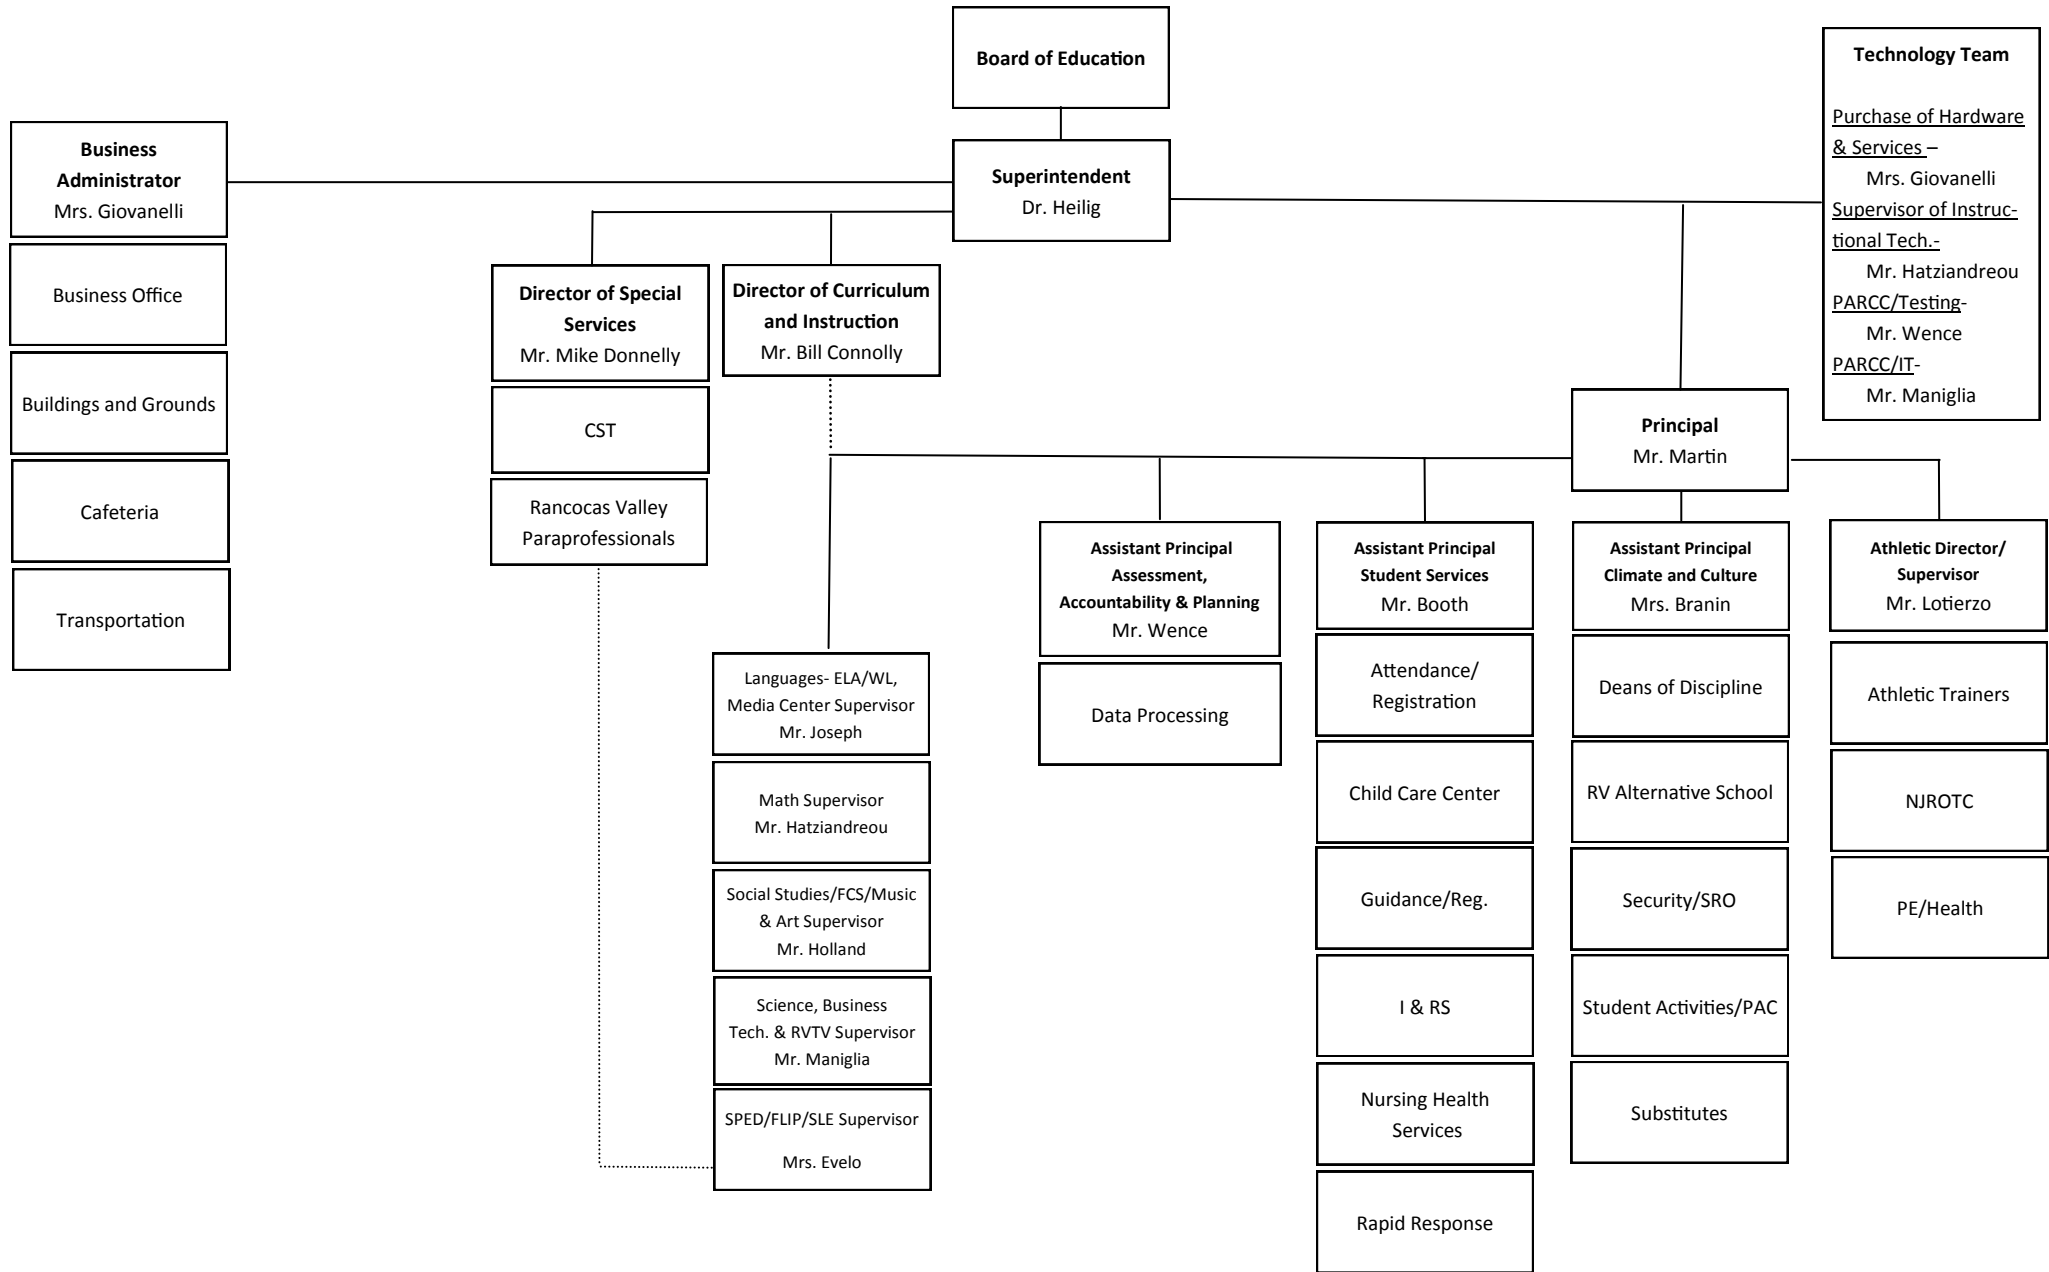 Board of Education
Technology Team
Purchase of Hardware
& Services –
Mrs. Giovanelli
Supervisor of Instruc-
tional Tech.-
Mr. Hatziandreou
PARCC/Testing-
Mr. Wence
PARCC/IT-
Mr. Maniglia
Business
Administrator
Mrs. Giovanelli
Superintendent
Dr. Heilig
Business Office
Buildings and Grounds
Cafeteria
Transportation
Director of Special
Services
Mr. Mike Donnelly
CST
Rancocas Valley
Paraprofessionals
Director of Curriculum
and Instruction
Mr. Bill Connolly
Principal
Mr. Martin
Languages- ELA/WL,
Media Center Supervisor
Mr. Joseph
Math Supervisor
Mr. Hatziandreou
Social Studies/FCS/Music
& Art Supervisor
Mr. Holland
Science, Business
Tech. & RVTV Supervisor
Mr. Maniglia
SPED/FLIP/SLE Supervisor
Mrs. Evelo
Assistant Principal
Assessment,
Accountability & Planning
Mr. Wence
Data Processing
Assistant Principal
Student Services
Mr. Booth
Attendance/
Registration
Child Care Center
Guidance/Reg.
I & RS
Nursing Health
Services
Rapid Response
Assistant Principal
Climate and Culture
Mrs. Branin
Deans of Discipline
RV Alternative School
Security/SRO
Student Activities/PAC
Substitutes
Athletic Director/
Supervisor
Mr. Lotierzo
Athletic Trainers
NJROTC
PE/Health